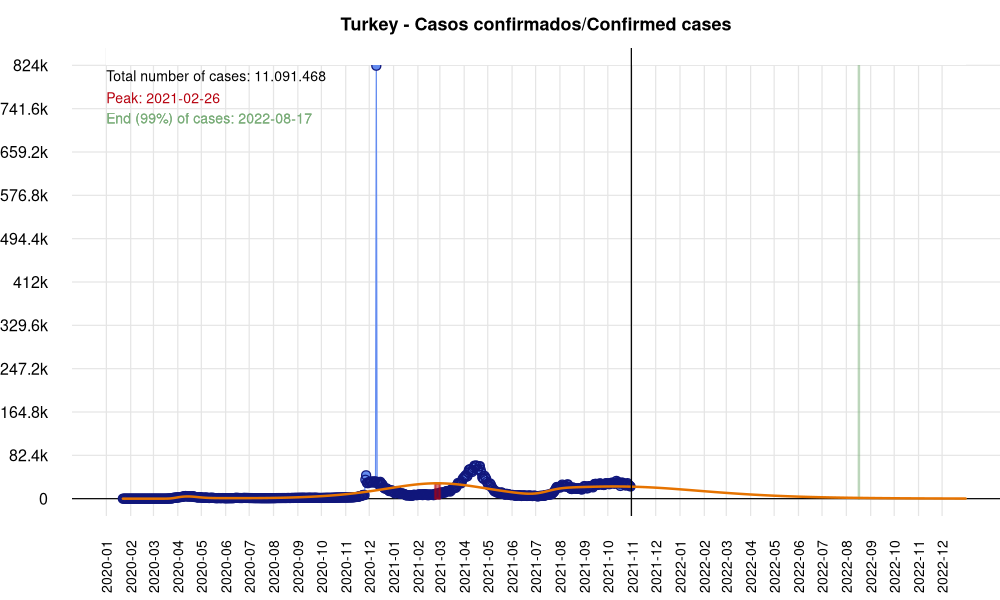 Turkey - Casos confirmados/Confirmed cases
824k
741.6k
659.2k
576.8k
494.4k
412k
329.6k
247.2k
164.8k
82.4k
0
Total number of cases: 11.091.468
Peak: 2021-02-26
End (99%) of cases: 2022-08-17
2020-01
2020-02
2020-03
2020-04
2020-05
2020-06
2020-07
2020-08
2020-09
2020-10
2020-11
2020-12
2021-01
2021-02
2021-03
2021-04
2021-05
2021-06
2021-07
2021-08
2021-09
2021-10
2021-11
2021-12
2022-01
2022-02
2022-03
2022-04
2022-05
2022-06
2022-07
2022-08
2022-09
2022-10
2022-11
2022-12